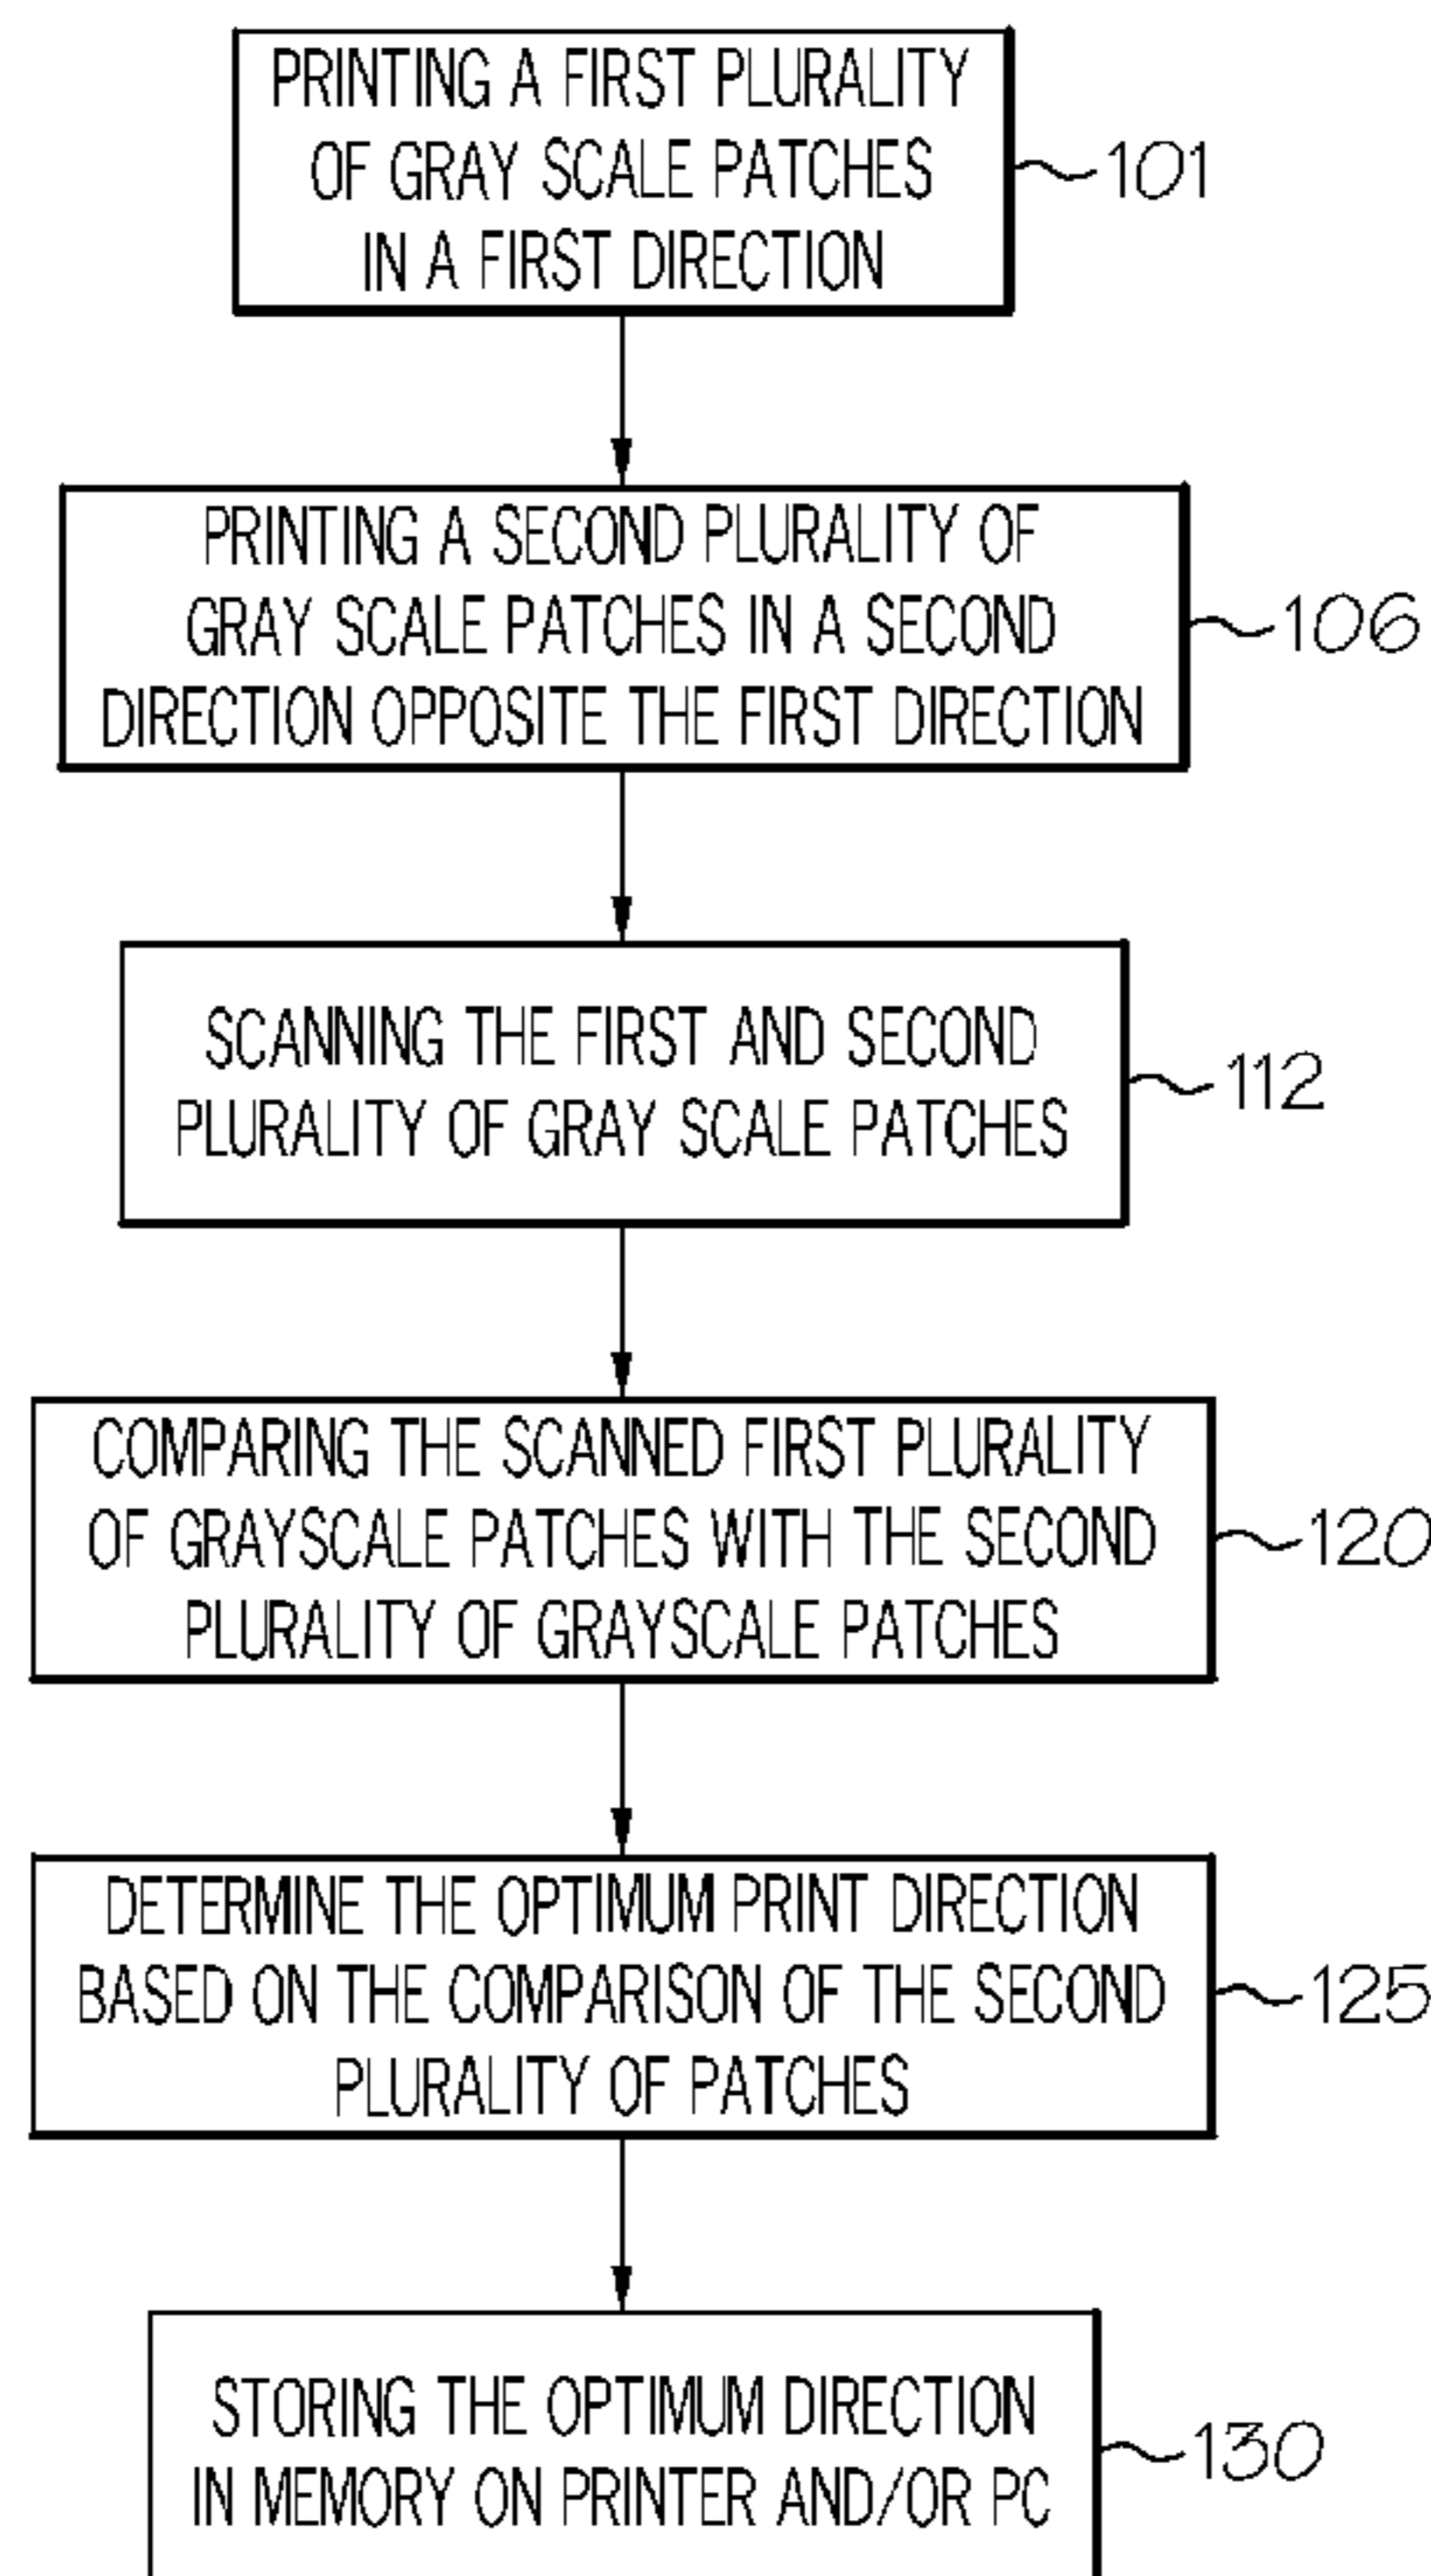 PRINTING A FIRST PLURALITY
OF GRAY SCALE PATCHES
IN A FIRST DIRECTION
101
PRINTING A SECOND PLURALITY OF
GRAY SCALE PATCHES IN A SECOND
DIRECTION OPPOSITE THE FIRST DIRECTION
106
SCANNING THE FIRST AND SECOND
PLURALITY OF GRAY SCALE PATCHES
112
COMPARING THE SCANNED FIRST PLURALITY
OF GRAYSCALE PATCHES WITH THE SECOND
PLURALITY OF GRAYSCALE PATCHES
120
DETERMINE THE OPTIMUM PRINT DIRECTION
BASED ON THE COMPARISON OF THE SECOND
PLURALITY OF PATCHES
125
STORING THE OPTIMUM DIRECTION
IN MEMORY ON PRINTER AND/OR PC
130